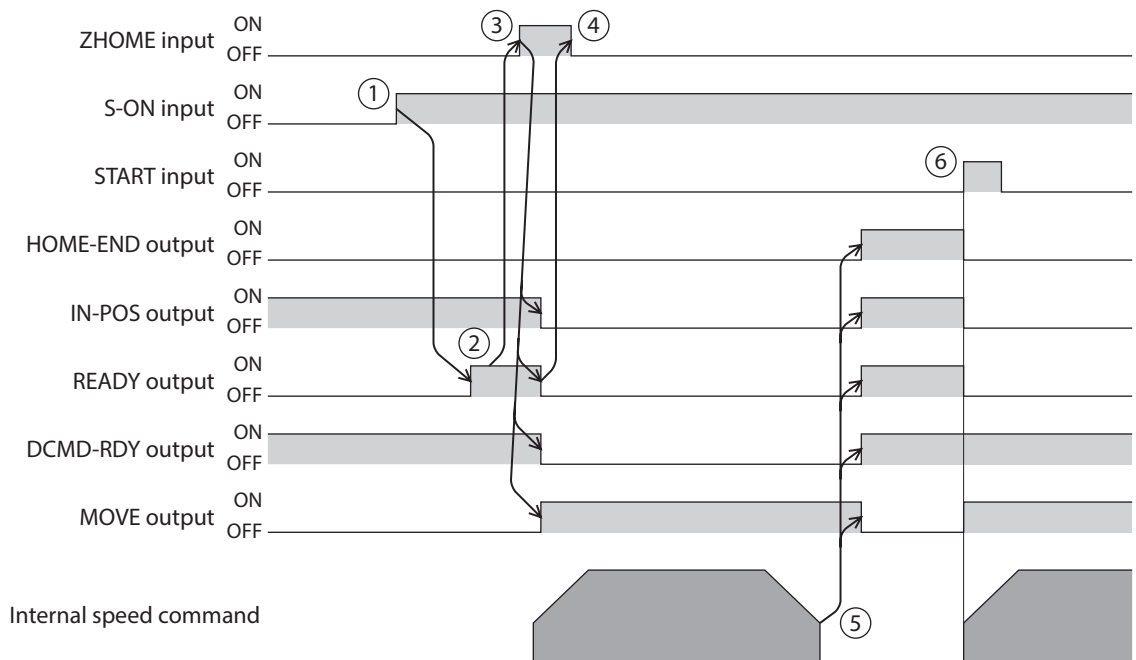 ZHOME input ON OFF ③ ④
S-ON input ON OFF ①
START input ON OFF ⑥
HOME-END output ON OFF
IN-POS output ON OFF
②
READY output ON OFF
DCMD-RDY output ON OFF
MOVE output ON OFF
Internal speed command ⑤